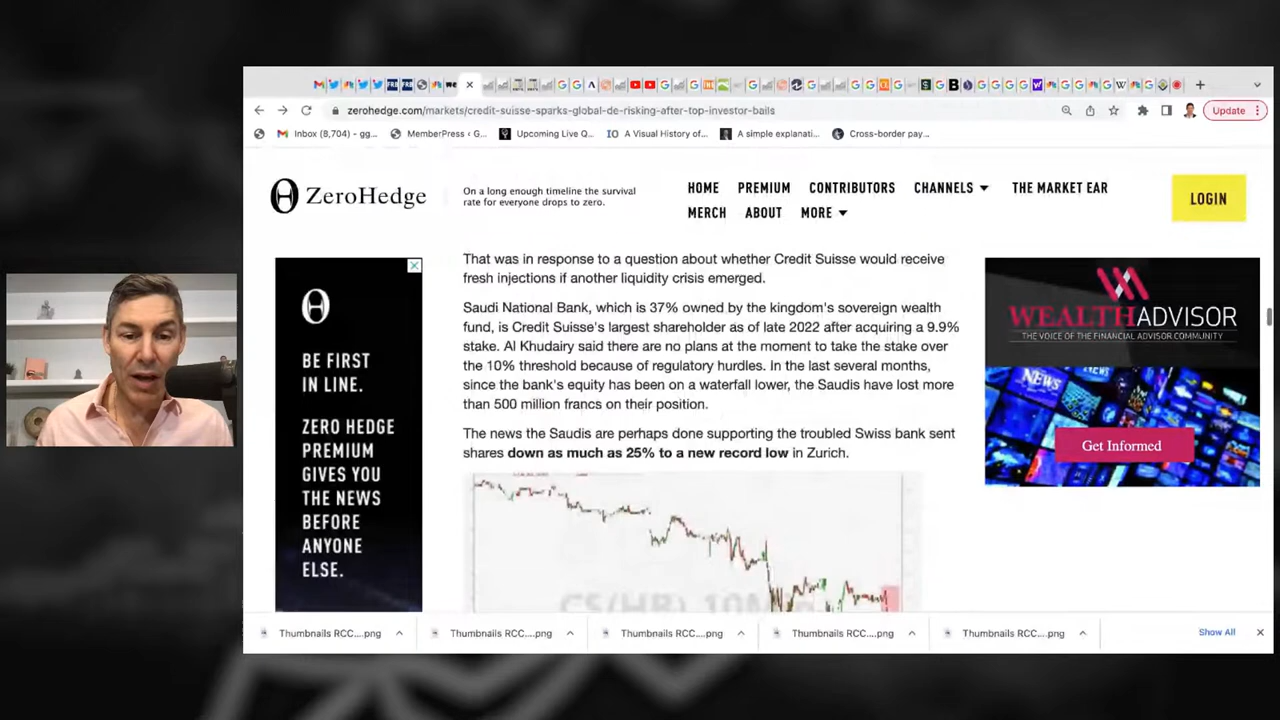 zerohedge.com/markets/credit-suisse-sparks-global-de-risking-after-top-investor-bails
Update
Inbox (8,704) - gg...
MemberPress ‹ G...
Upcoming Live Q...
IO A Visual History of...
A simple explanati...
Cross-border pay...
ZeroHedge
On a long enough timeline the survival
rate for everyone drops to zero.
HOME
PREMIUM
CONTRIBUTORS
CHANNELS
THE MARKET EAR
MERCH
ABOUT
MORE
LOGIN
BE FIRST
IN LINE.
ZERO HEDGE
PREMIUM
GIVES YOU
THE NEWS
BEFORE
ANYONE
ELSE.
That was in response to a question about whether Credit Suisse would receive
fresh injections if another liquidity crisis emerged.
Saudi National Bank, which is 37% owned by the kingdom's sovereign wealth
fund, is Credit Suisse's largest shareholder as of late 2022 after acquiring a 9.9%
stake. Al Khudairy said there are no plans at the moment to take the stake over
the 10% threshold because of regulatory hurdles. In the last several months,
since the bank's equity has been on a waterfall lower, the Saudis have lost more
than 500 million francs on their position.
The news the Saudis are perhaps done supporting the troubled Swiss bank sent
shares down as much as 25% to a new record low in Zurich.
WEALTHADVISOR
THE VOICE OF THE FINANCIAL ADVISOR COMMUNITY
NEWS
Get Informed
Thumbnails RCC....png
Thumbnails RCC....png
Thumbnails RCC....png
Thumbnails RCC....png
Thumbnails RCC....png
Show All